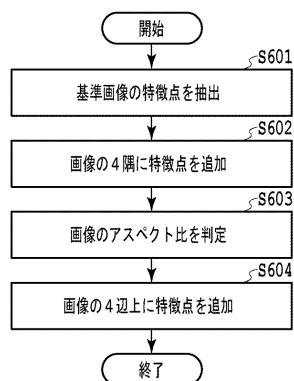 開始
S601
基準画像の特徴点を抽出
S602
画像の4隅に特徴点を追加
S603
画像のアスペクト比を判定
S604
画像の4辺上に特徴点を追加
終了